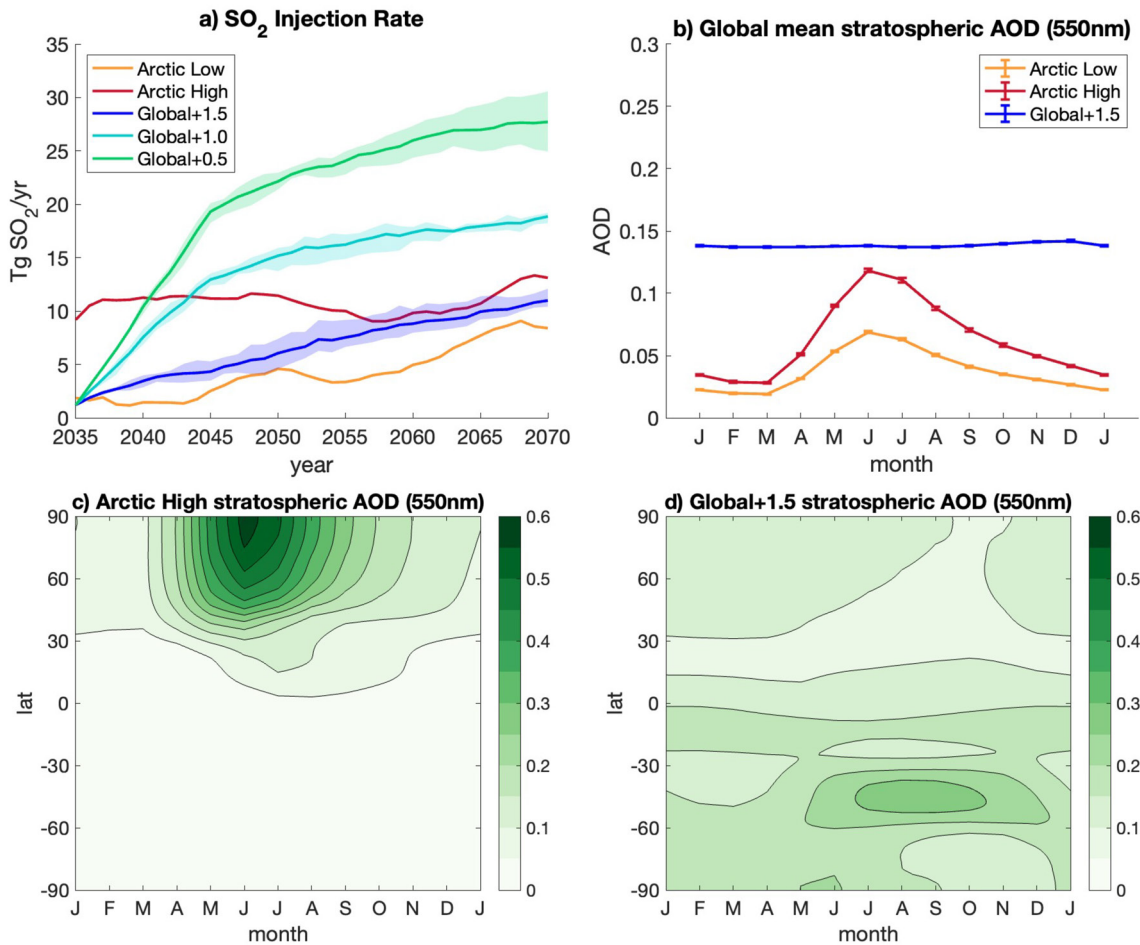 a) SO2 Injection Rate
35
30
25
20
15
10
5
0
Tg SO2/yr
Arctic Low
Arctic High
Global+1.5
Global+1.0
Global+0.5
2035 2040 2045 2050 2055 2060 2065 2070
year
b) Global mean stratospheric AOD (550nm)
0.3
0.25
0.2
0.15
0.1
0.05
0
AOD
Arctic Low
Arctic High
Global+1.5
J F M A M J J A S O N D J
month
c) Arctic High stratospheric AOD (550nm)
90
60
30
0
-30
-60
-90
lat
J F M A M J J A S O N D J
month
0.6
0.5
0.4
0.3
0.2
0.1
0
d) Global+1.5 stratospheric AOD (550nm)
90
60
30
0
-30
-60
-90
lat
J F M A M J J A S O N D J
month
0.6
0.5
0.4
0.3
0.2
0.1
0